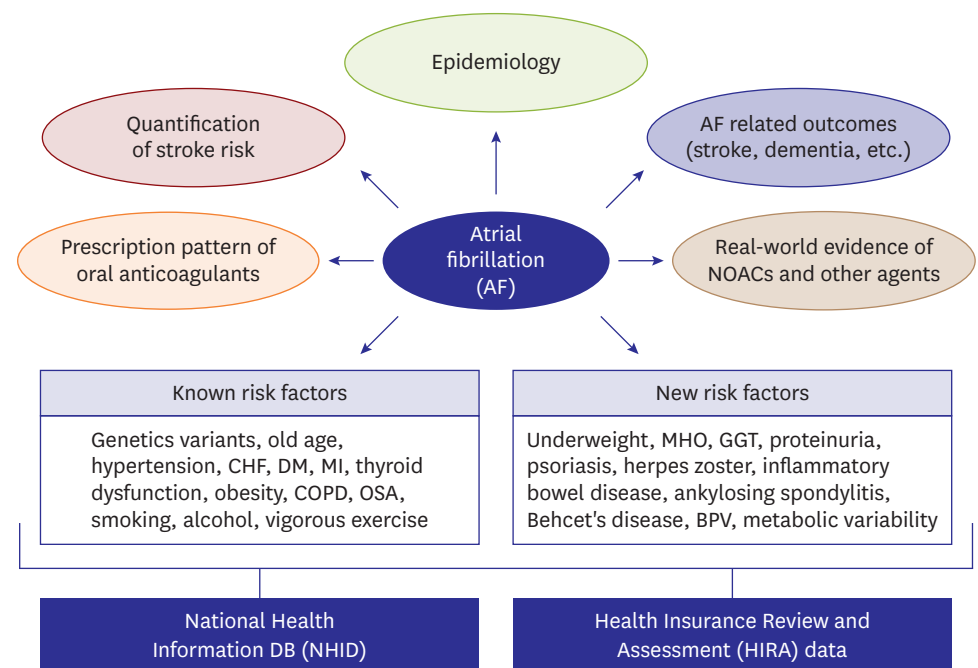 Epidemiology
Quantification
of stroke risk
AF related outcomes
(stroke, dementia, etc.)
Prescription pattern of
oral anticoagulants
Atrial
fibrillation
(AF)
Real-world evidence of
NOACs and other agents
Known risk factors
Genetics variants, old age,
hypertension, CHF, DM, MI, thyroid
dysfunction, obesity, COPD, OSA,
smoking, alcohol, vigorous exercise
New risk factors
Underweight, MHO, GGT, proteinuria,
psoriasis, herpes zoster, inflammatory
bowel disease, ankylosing spondylitis,
Behcet's disease, BPV, metabolic variability
National Health
Information DB (NHID)
Health Insurance Review and
Assessment (HIRA) data